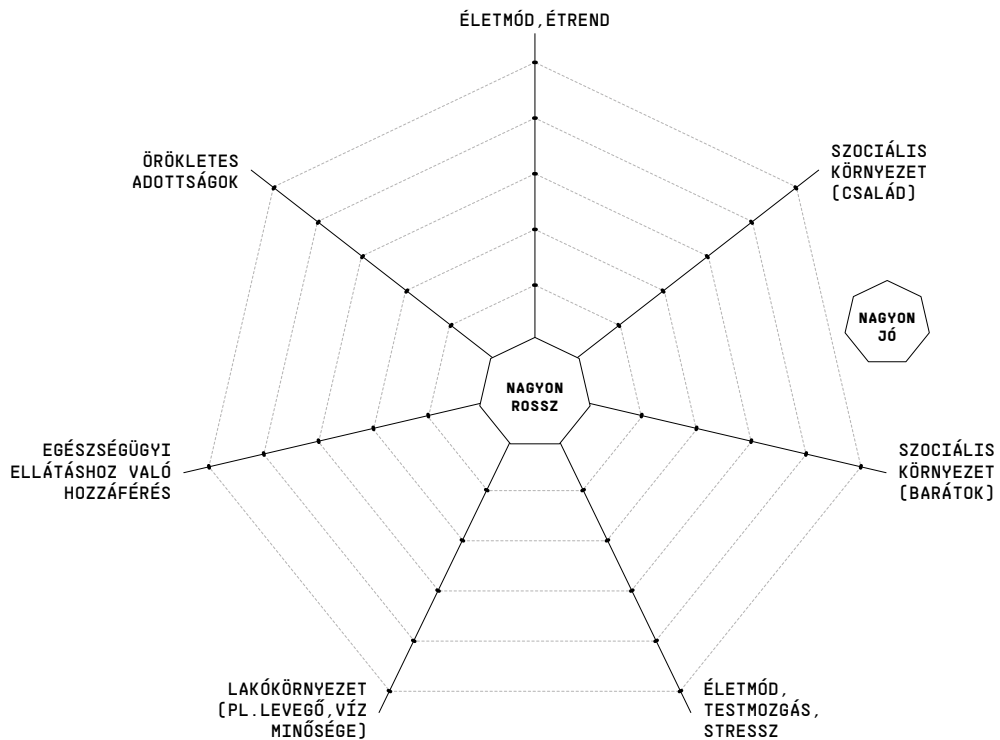 ÉLETMÓD,ÉTREND
SZOCIÁLIS
KÖRNYEZET
(CSALÁD)
ÖRÖKLETES
ADOTTSÁGOK
NAGYON
JÓ
NAGYON
ROSSZ
EGÉSZSÉGÜGYI
ELLÁTÁSHOZ VALÓ
HOZZÁFÉRÉS
SZOCIÁLIS
KÖRNYEZET
(BARÁTOK)
LAKÓKÖRNYEZET
(PL.LEVEGŐ,VÍZ
MINŐSÉGE)
ÉLETMÓD,
TESTMOZGÁS,
STRESSZ